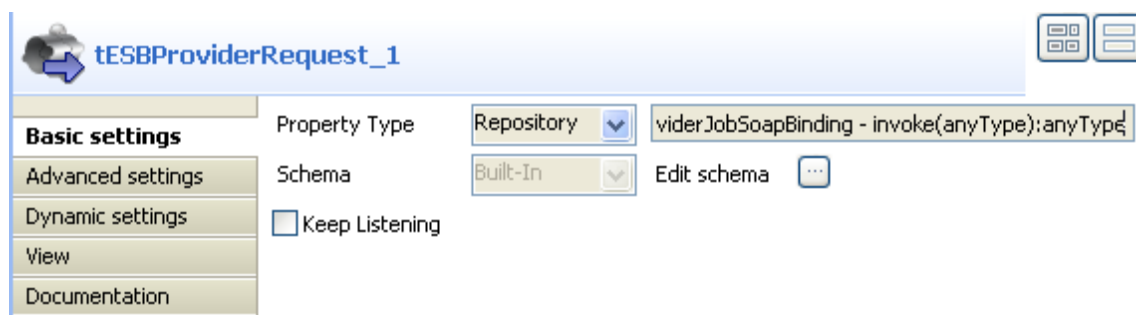 tESBProviderRequest_1
Basic settings
Advanced settings
Dynamic settings
View
Documentation
Property Type Repository viderJobSoapBinding - invoke(anyType):anyType
Schema Built-In Edit schema ...
Keep Listening